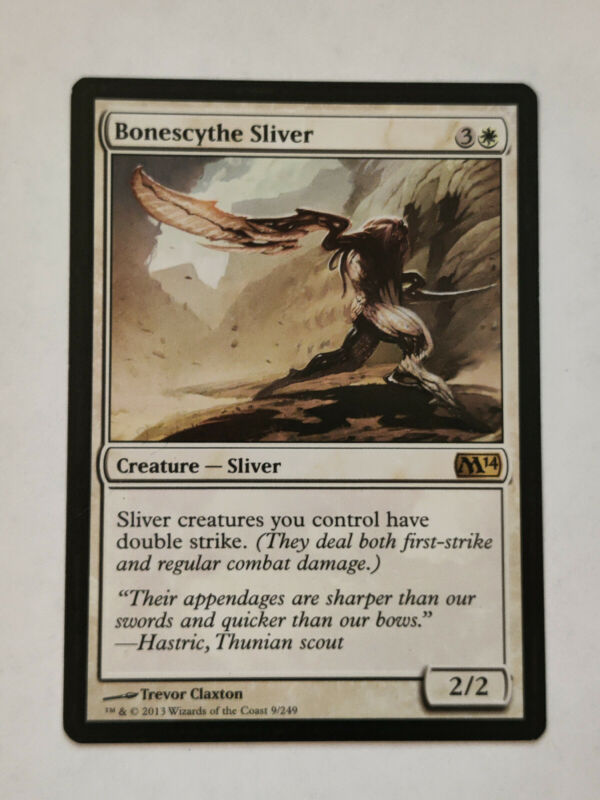 Bonescythe Sliver 3
Creature — Sliver M14
Sliver creatures you control have
double strike. (They deal both first-strike
and regular combat damage.)
“Their appendages are sharper than our
swords and quicker than our bows.”
—Hastric, Thunian scout
2/2
Trevor Claxton
™ & © 2013 Wizards of the Coast 9/249